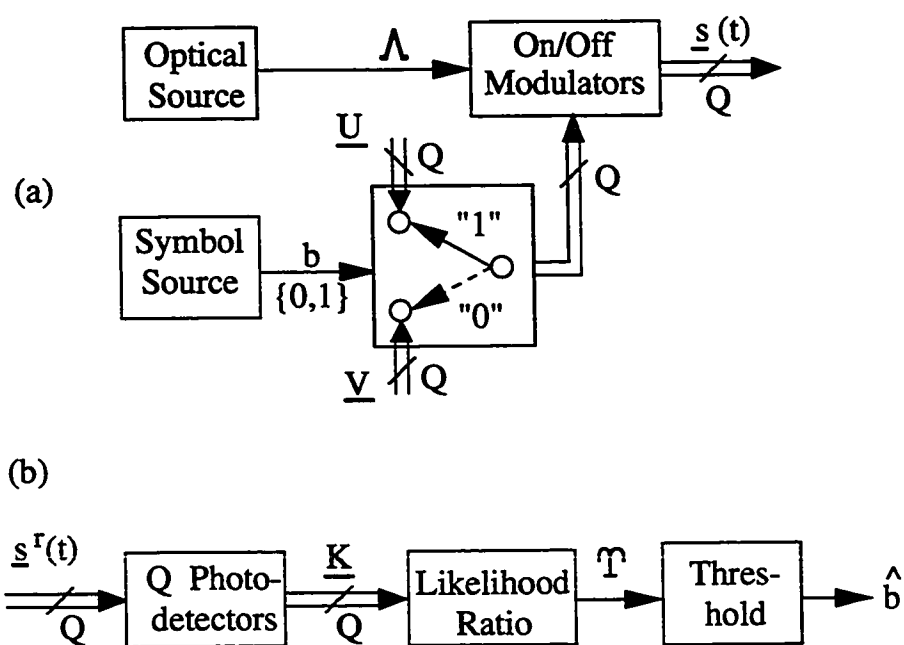 (a)
Optical
Source
Λ
On/Off
Modulators
s (t)
Q
U
Q
Q
Symbol
Source
b
{0,1}
"1"
"0"
V
Q
(b)
s r(t)
Q
Q Photo-
detectors
K
Q
Likelihood
Ratio
ϒ
Thres-
hold
b̂